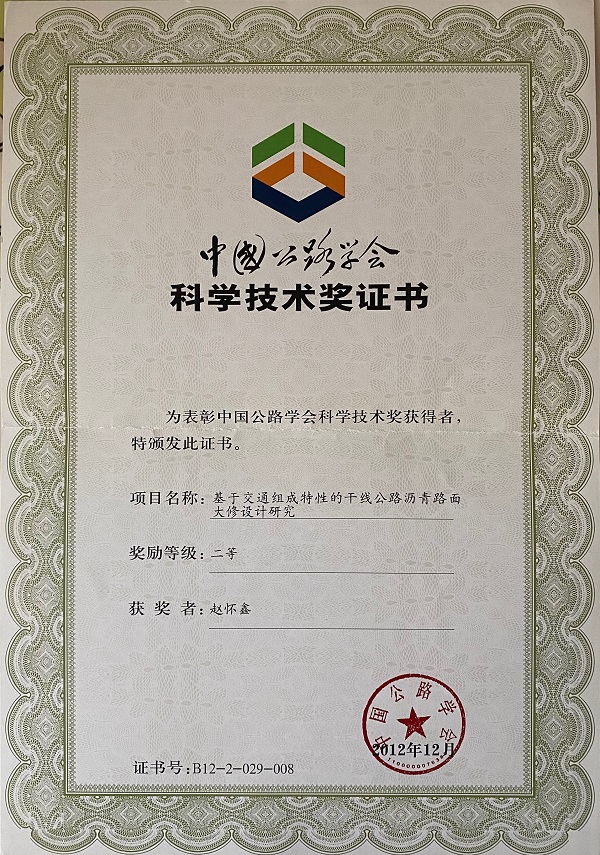 中国公路学会
科学技术奖证书
为表彰中国公路学会科学技术奖获得者，
特颁发此证书。
项目名称：基于交通组成特性的干线公路沥青路面
大修设计研究
奖励等级：二等
获 奖 者：赵怀鑫
中国公路学会
2012年12月
证书号：B12-2-029-008